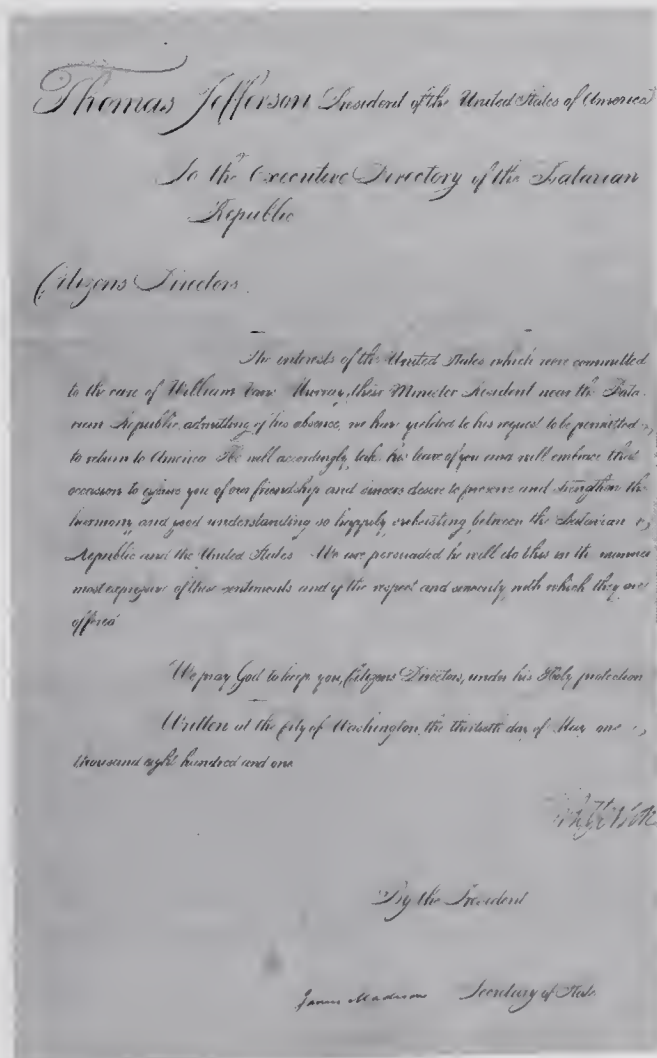 Thomas Jefferson President of the United States of America
To the Executive Directory of the Batavian
Republic
Citizens Directors.
The interests of the United States which were committed
to the care of William Vans Murray, their Minister Resident near the Bata-
vian Republic, admitting of his absence, we have yielded to his request to be permitted
to return to America. He will accordingly take his leave of you and will embrace that
occasion to assure you of our friendship and sincere desire to preserve and strengthen the
harmony and good understanding so happily subsisting between the Batavian
Republic and the United States. We are persuaded he will do this in the manner
most expressive of these sentiments and of the respect and sincerity with which they are
offered
We pray God to keep you, Citizens Directors, under his Holy protection
Written at the City of Washington, the thirtieth day of May one
thousand eight hundred and one
By the President
James Madison Secretary of State